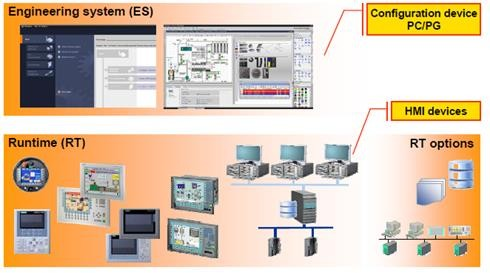 Engineering system (ES)
Configuration device
PC/PG
HMI devices
Runtime (RT)
RT options